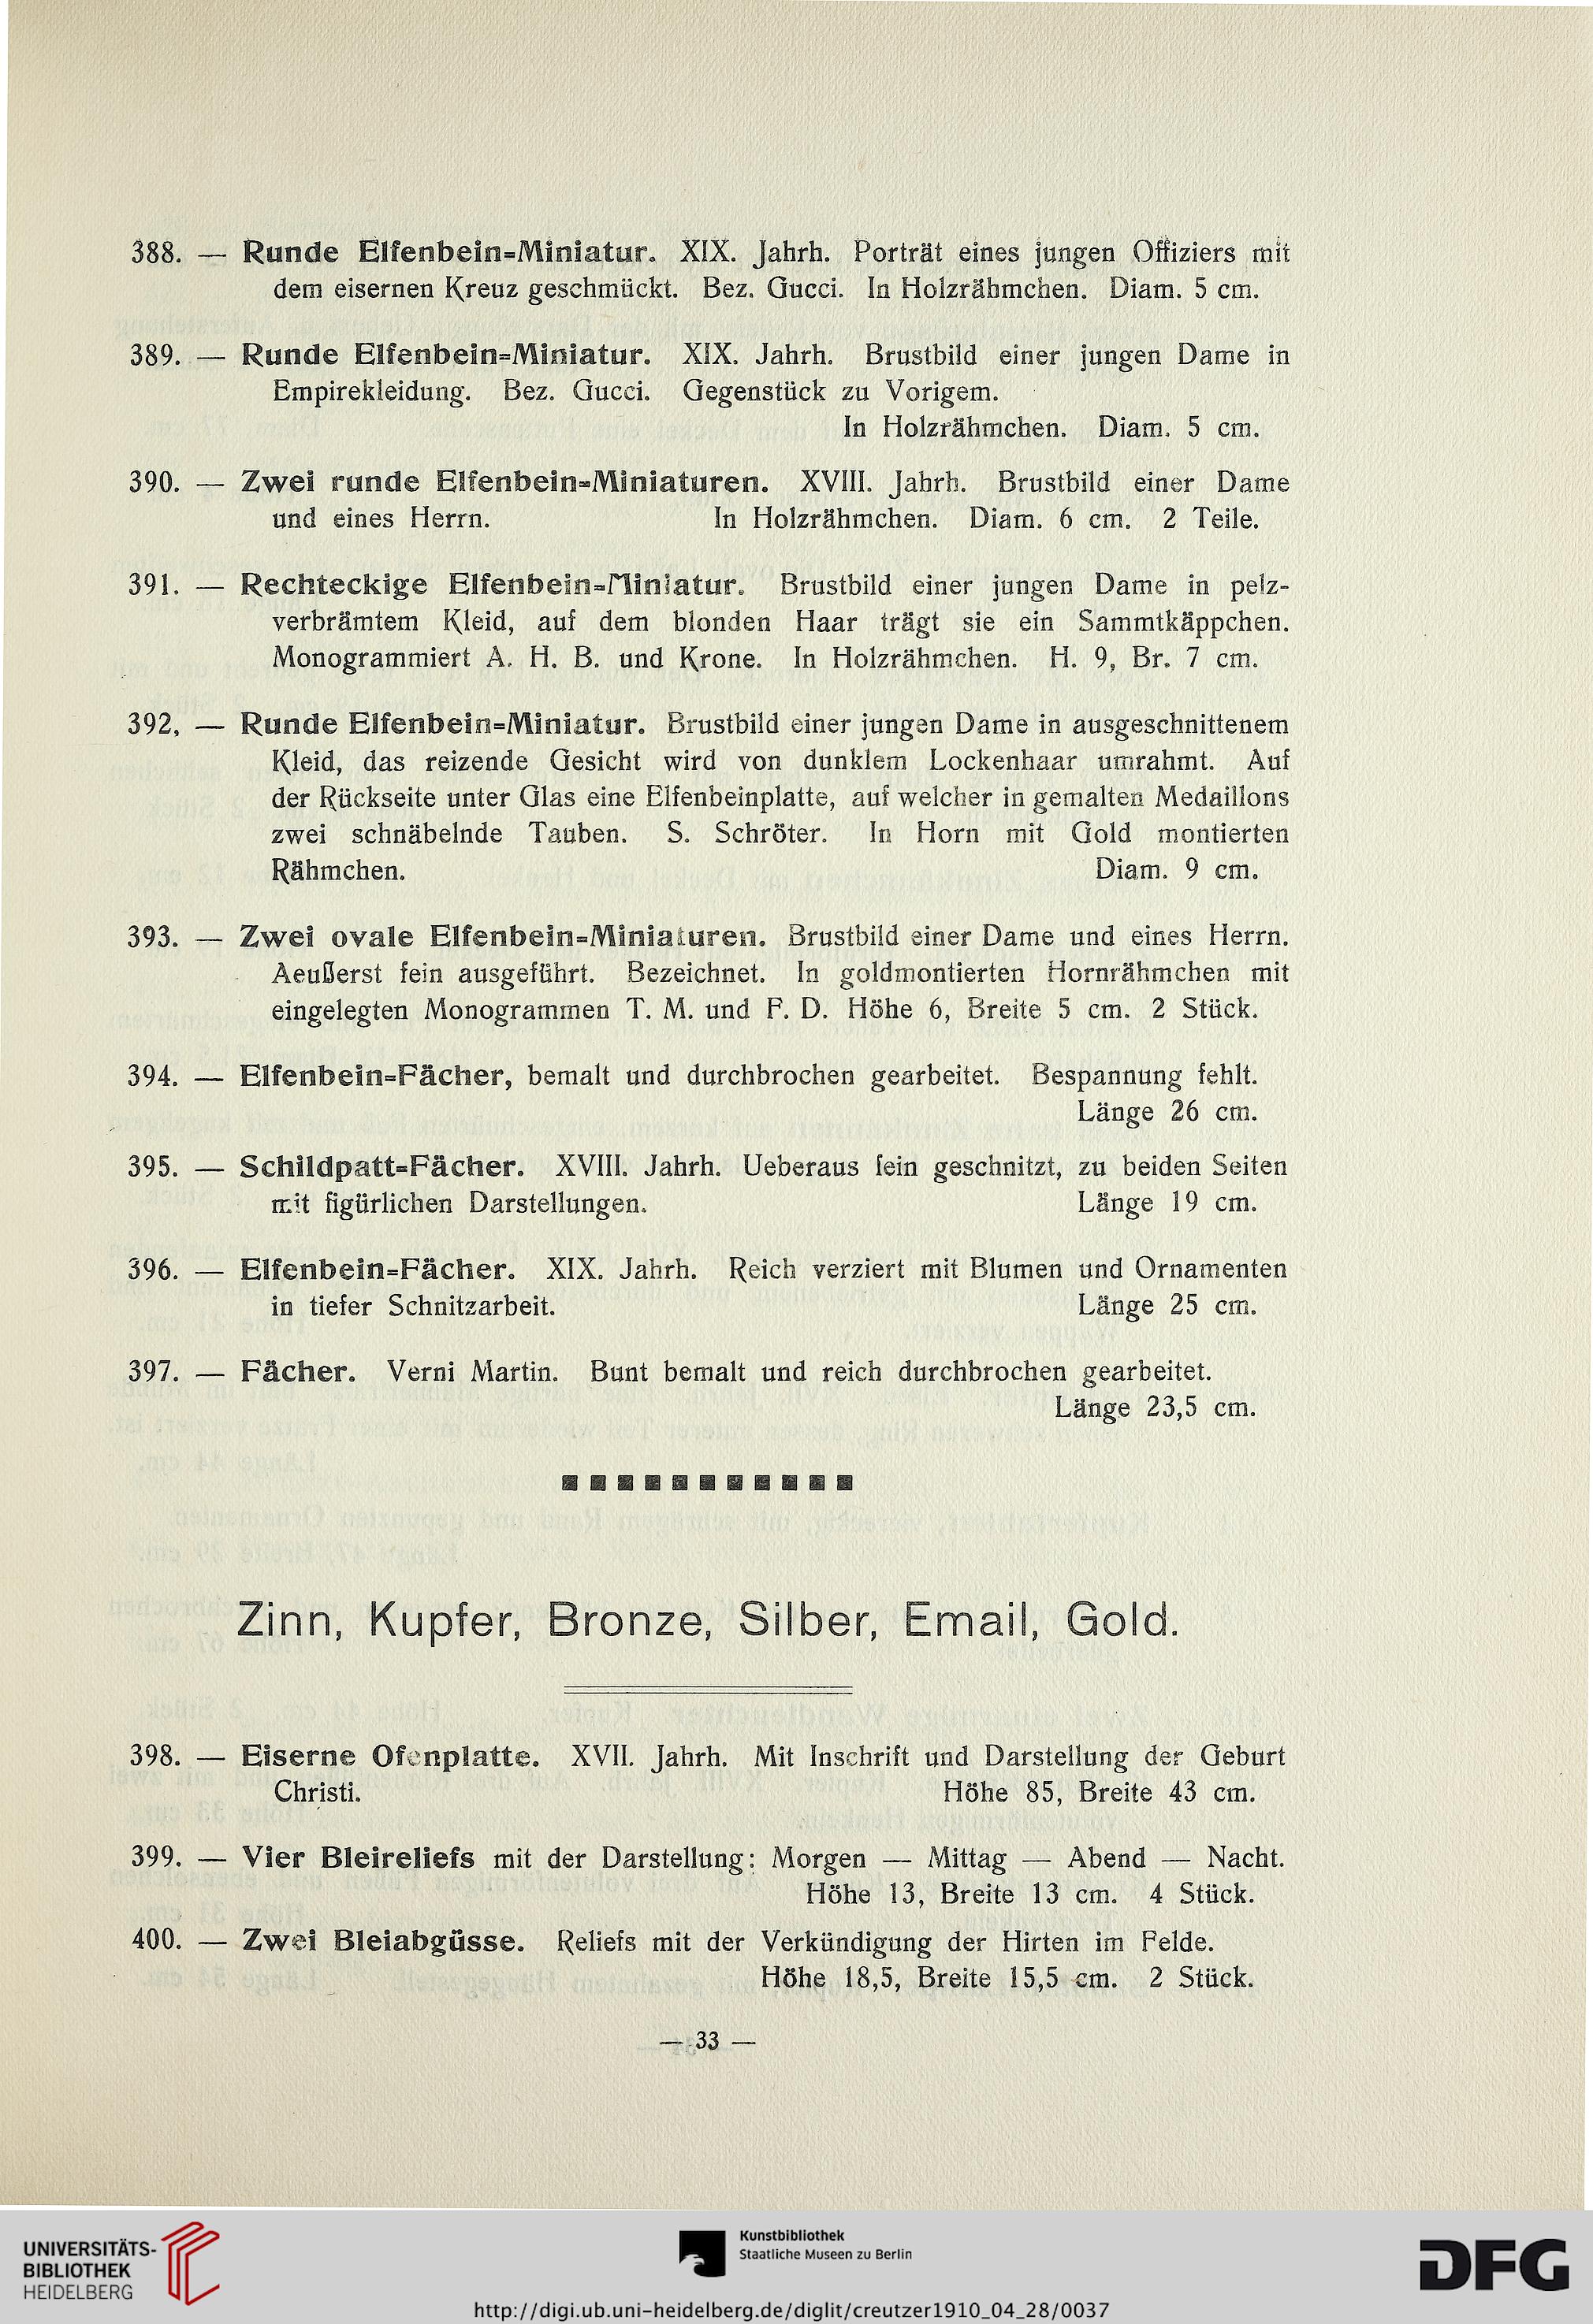 388. — Runde Elfenbein=Miniatur. XIX. Jahrh. Porträt eines jungen Offiziers mit
dem eisernen Kreuz geschmückt. Bez. Gucci. In Holzrähmchen. Diam. 5 cm.
389. — Runde Elfenbein=Miniatur. XIX. Jahrh. Brustbild einer jungen Dame in
Empirekleidung. Bez. Gucci. Gegenstück zu Vorigem.
In Holzrähmchen. Diam. 5 cm.
390. — Zwei runde Elfenbein=Miniaturen. XVIII. Jahrh. Brustbild einer Dame
und eines Herrn. In Holzrähmchen. Diam. 6 cm. 2 Teile.
391. — Rechteckige Elfenbein=Miniatur. Brustbild einer jungen Dame in pelz-
verbrämtem Kleid, auf dem blonden Haar trägt sie ein Sammtkäppchen.
Monogrammiert A. H. B. und Krone. In Holzrähmchen. H. 9, Br. 7 cm.
392, — Runde Elfenbein=Miniatur. Brustbild einer jungen Dame in ausgeschnittenem
Kleid, das reizende Gesicht wird von dunklem Lockenhaar umrahmt. Auf
der Rückseite unter Glas eine Elfenbeinplatte, auf welcher in gemalten Medaillons
zwei schnäbelnde Tauben. S. Schröter. In Horn mit Gold montierten
Rähmchen. Diam. 9 cm.
393. — Zwei ovale Elfenbein=Miniaturen. Brustbild einer Dame und eines Herrn.
Aeußerst fein ausgeführt. Bezeichnet. In goldmontierten Hornrähmchen mit
eingelegten Monogrammen T. M. und F. D. Höhe 6, Breite 5 cm. 2 Stück.
394. — Elfenbein=Fächer, bemalt und durchbrochen gearbeitet. Bespannung fehlt.
Länge 26 cm.
395. — Schildpatt=Fächer. XVIII. Jahrh. Ueberaus fein geschnitzt, zu beiden Seiten
mit figürlichen Darstellungen. Länge 19 cm.
396. — Elfenbein=Fächer. XIX. Jahrh. Reich verziert mit Blumen und Ornamenten
in tiefer Schnitzarbeit. Länge 25 cm.
397. — Fächer. Verni Martin. Bunt bemalt und reich durchbrochen gearbeitet.
Länge 23,5 cm.
Zinn, Kupfer, Bronze, Silber, Email, Gold.
398. — Eiserne Ofenplatte. XVII. Jahrh. Mit Inschrift und Darstellung der Geburt
Christi. Höhe 85, Breite 43 cm.
399. — Vier Bleireliefs mit der Darstellung: Morgen — Mittag — Abend — Nacht.
Höhe 13, Breite 13 cm. 4 Stück.
400. — Zwei Bleiabgüsse. Reliefs mit der Verkündigung der Hirten im Felde.
Höhe 18,5, Breite 15,5 cm. 2 Stück.
— 33 —
UNIVERSITÄTS-
BIBLIOTHEK
HEIDELBERG
Kunstbibliothek
Staatliche Museen zu Berlin
DFG
http://digi.ub.uni-heidelberg.de/diglit/creutzer1910_04_28/0037